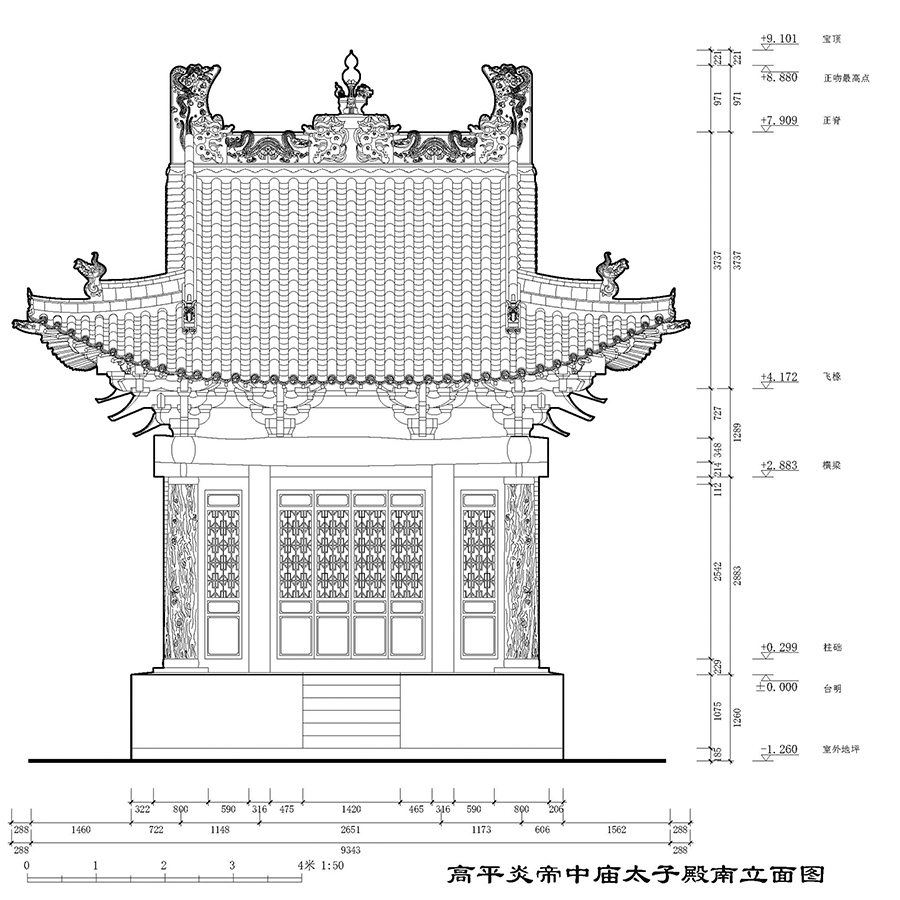 +9.101 宝顶
+8.880 正吻最高点
+7.909 正脊
+4.172 飞椽
+2.883 横梁
+0.299 柱础
±0.000 台明
-1.260 室外地坪
221 221
971 971
3737 3737
727
1289
348
214
112
2542 2883
229
1075 1260
185
322 800 590 316 475 1420 465 316 590 800 206
288 1460 722 1148 2651 1173 606 1562 288
288 9343 288
0 1 2 3 4米 1:50
高平炎帝中庙太子殿南立面图